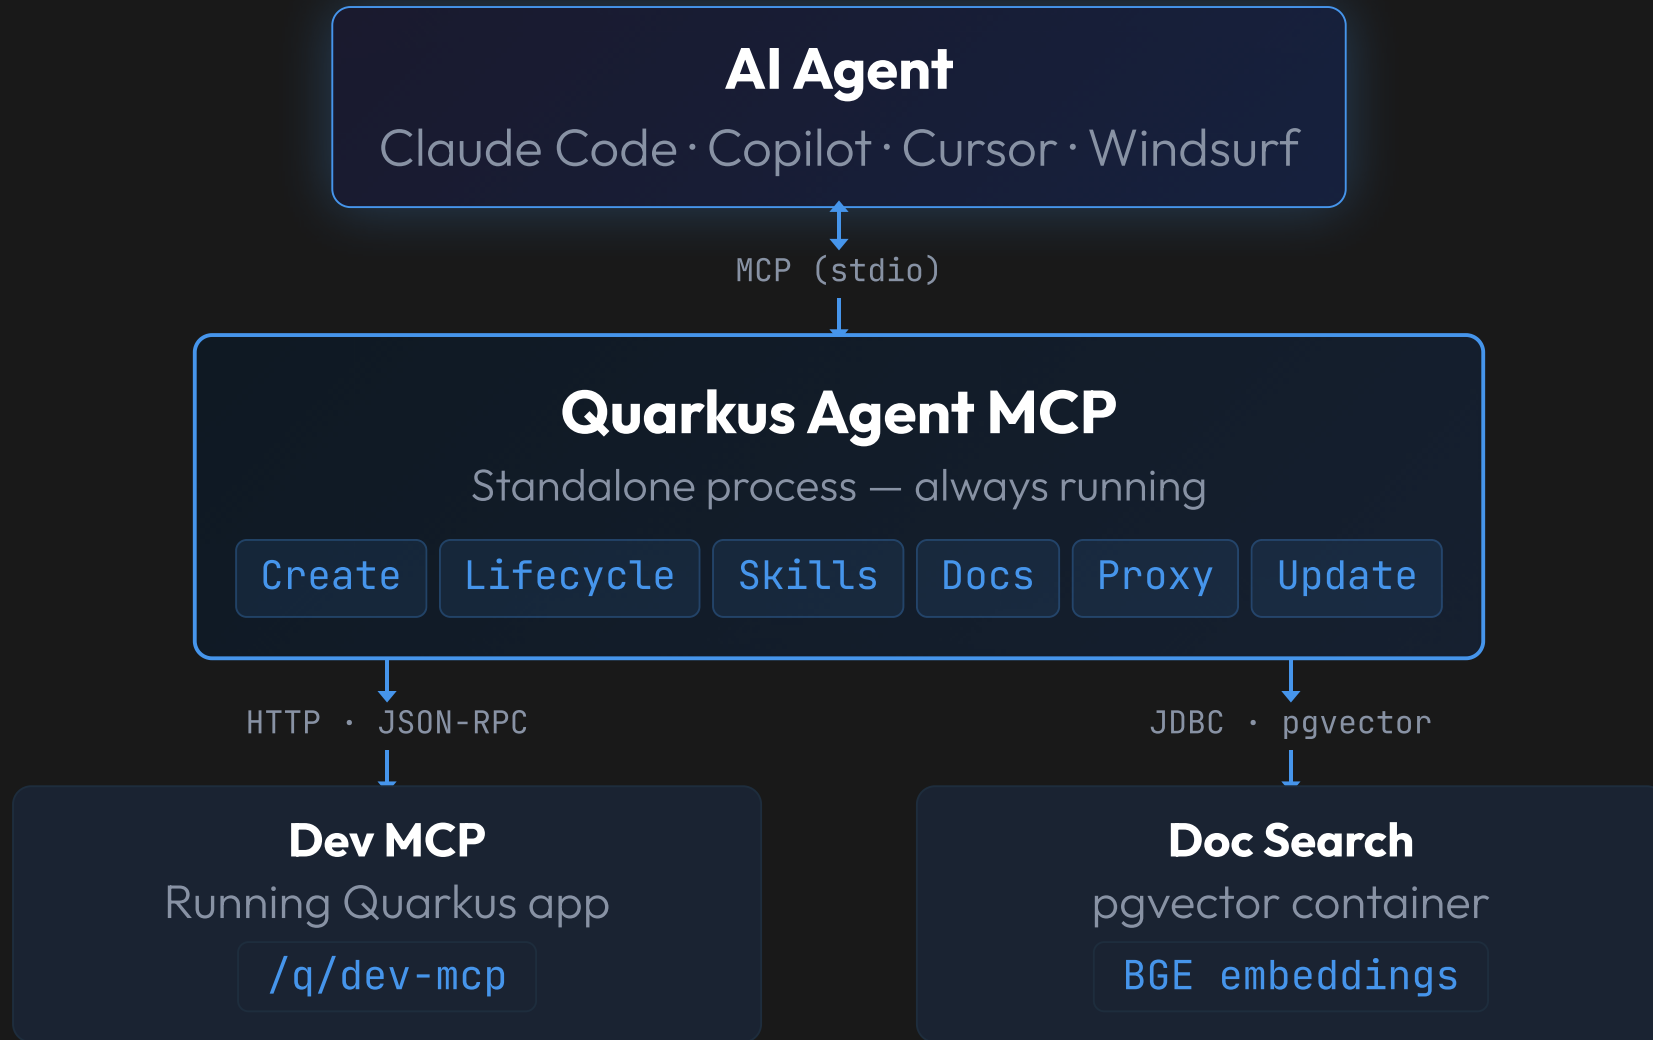 AI Agent
Claude Code · Copilot · Cursor · Windsurf
MCP (stdio)
Quarkus Agent MCP
Standalone process — always running
Create Lifecycle Skills Docs Proxy Update
HTTP · JSON-RPC
JDBC · pgvector
Dev MCP
Running Quarkus app
/q/dev-mcp
Doc Search
pgvector container
BGE embeddings